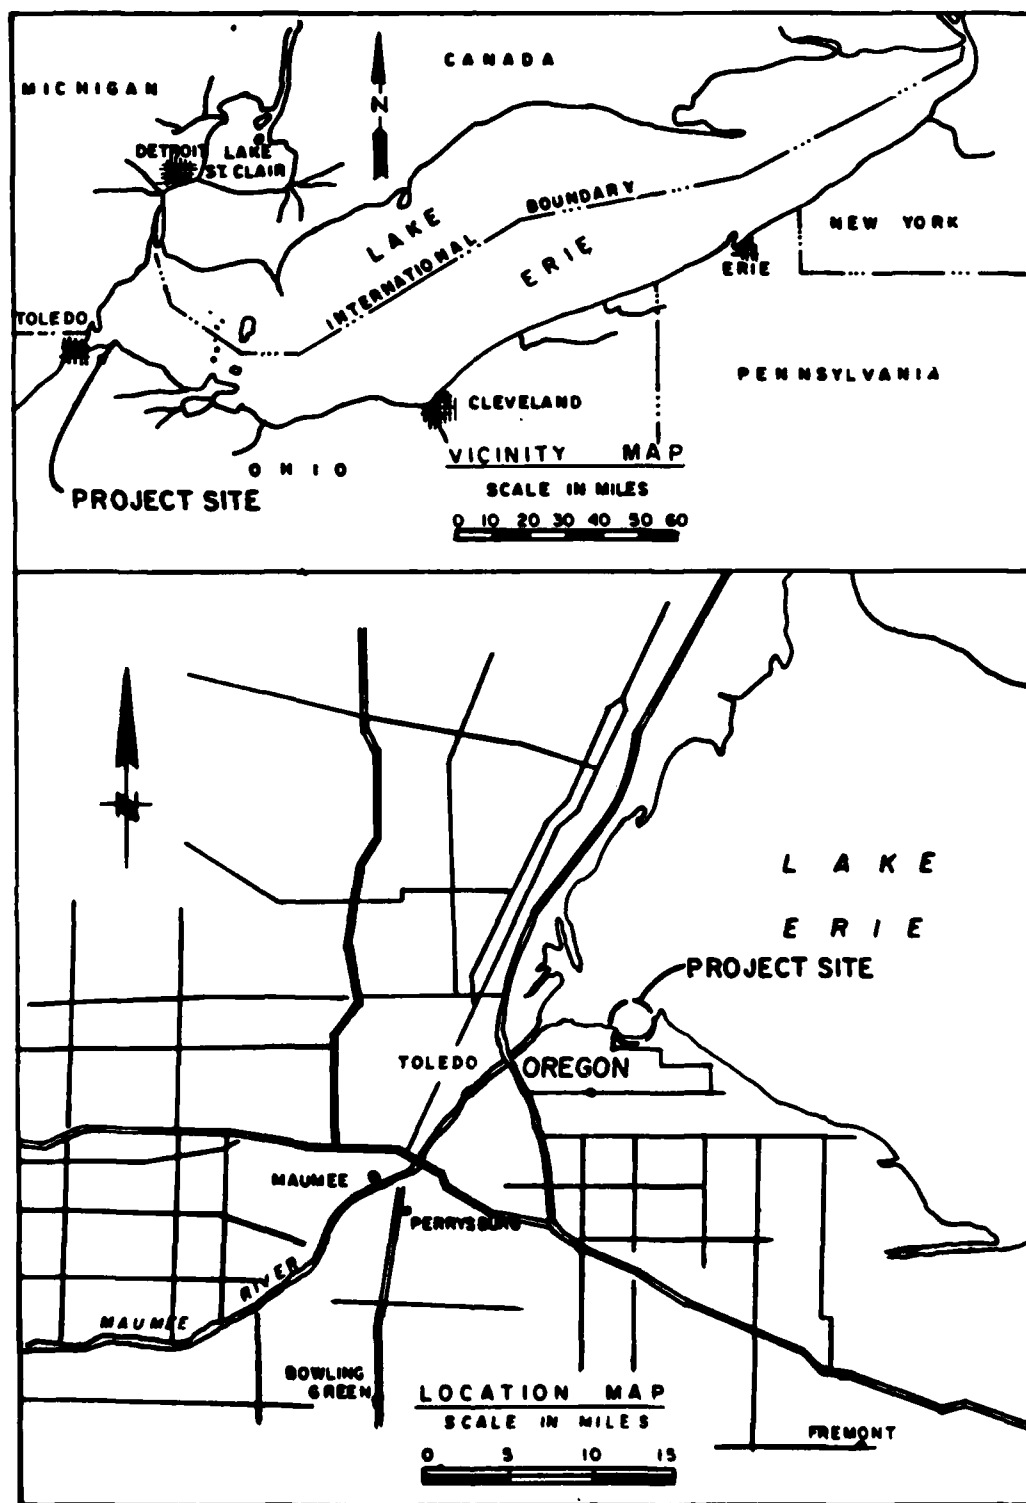 CANADA
MICHIGAN
N
DETROIT
LAKE
ST. CLAIR
LAKE
ERIE
INTERNATIONAL BOUNDARY
NEW YORK
ERIE
TOLEDO
PENNSYLVANIA
CLEVELAND
OHIO
PROJECT SITE
VICINITY MAP
SCALE IN MILES
0 10 20 30 40 50 60
N
LAKE
ERIE
PROJECT SITE
TOLEDO
OREGON
MAUMEE
PERRYSBURG
MAUMEE RIVER
BOWLING
GREEN
LOCATION MAP
SCALE IN MILES
0 5 10 15
FREMONT